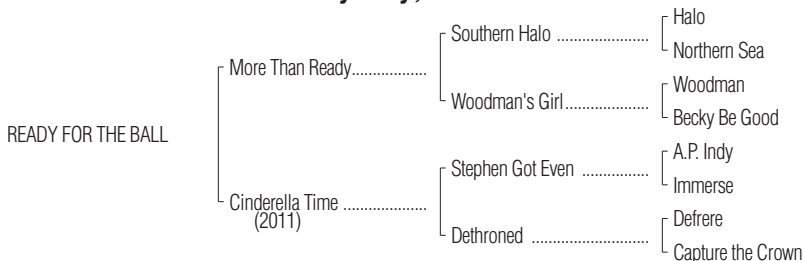 Halo
Southern Halo ......................
Northern Sea
More Than Ready..................
Woodman
Woodman's Girl....................
Becky Be Good
READY FOR THE BALL
A.P. Indy
Stephen Got Even ................
Immerse
Cinderella Time ....................
(2011)
Defrere
Dethroned ............................
Capture the Crown